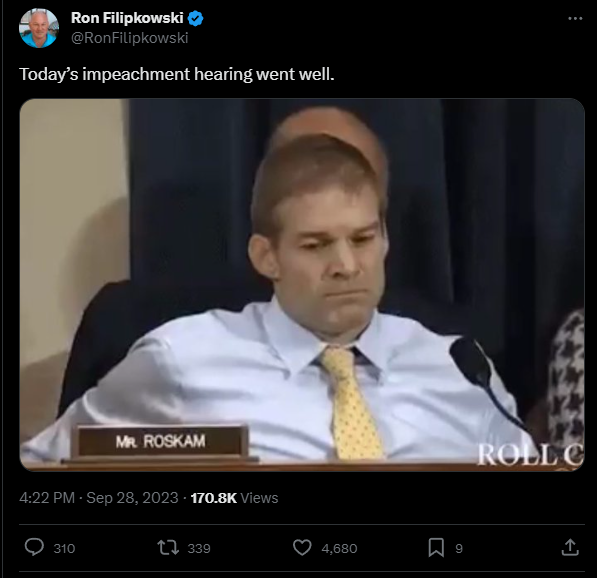 Ron Filipkowski
@RonFilipkowski
Today’s impeachment hearing went well.
MR. ROSKAM
ROLL C
4:22 PM · Sep 28, 2023 · 170.8K Views
310 339 4,680 9